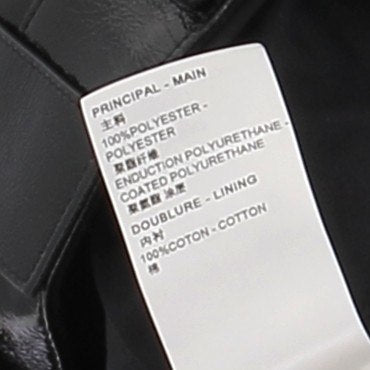 PRINCIPAL - MAIN
主料
100%POLYESTER -
POLYESTER
聚酯纤维
ENDUCTION POLYURETHANE -
COATED POLYURETHANE
聚氨酯 涂层
DOUBLURE - LINING
内衬
100%COTON - COTTON
棉